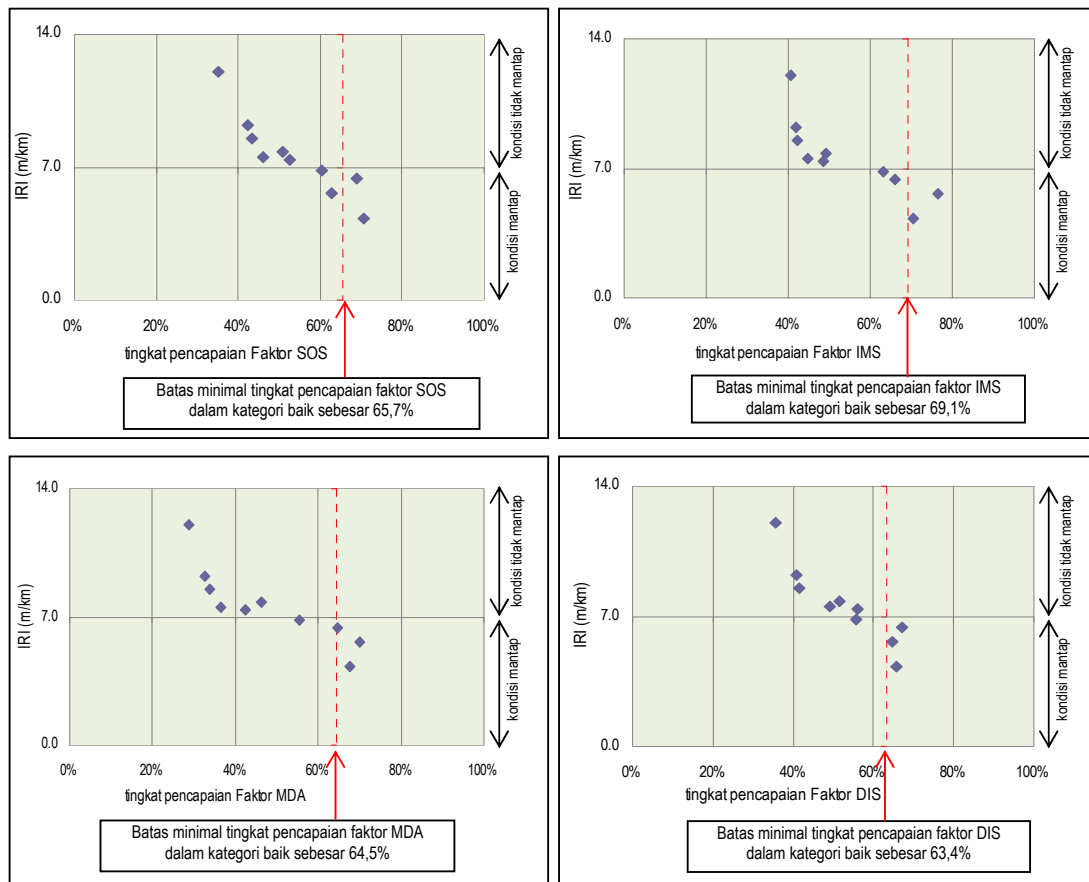 14.0
IRI (m/km)
7.0
0.0
0%
20%
40%
60%
80%
100%
kondisi tidak mantap
kondisi mantap
tingkat pencapaian Faktor SOS
Batas minimal tingkat pencapaian faktor SOS
dalam kategori baik sebesar 65,7%
14.0
IRI (m/km)
7.0
0.0
0%
20%
40%
60%
80%
100%
kondisi tidak mantap
kondisi mantap
tingkat pencapaian Faktor IMS
Batas minimal tingkat pencapaian faktor IMS
dalam kategori baik sebesar 69,1%
14.0
IRI (m/km)
7.0
0.0
0%
20%
40%
60%
80%
100%
kondisi tidak mantap
kondisi mantap
tingkat pencapaian Faktor MDA
Batas minimal tingkat pencapaian faktor MDA
dalam kategori baik sebesar 64,5%
14.0
IRI (m/km)
7.0
0.0
0%
20%
40%
60%
80%
100%
kondisi tidak mantap
kondisi mantap
tingkat pencapaian Faktor DIS
Batas minimal tingkat pencapaian faktor DIS
dalam kategori baik sebesar 63,4%